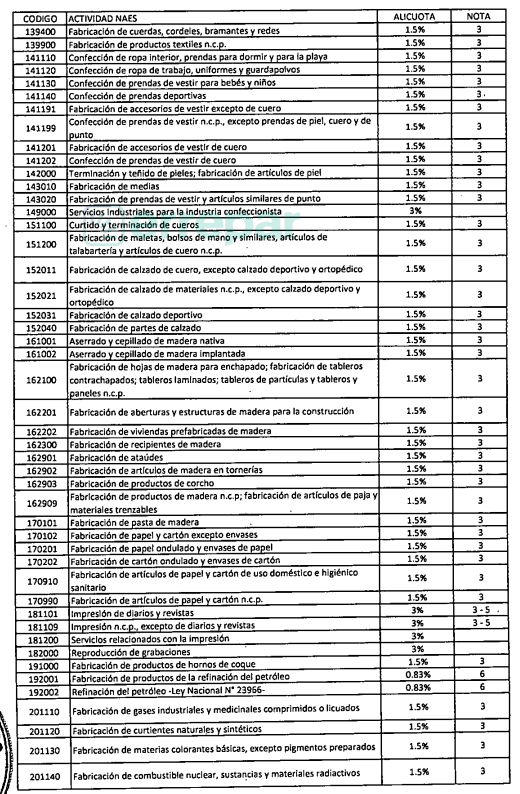 CODIGO ACTIVIDAD NAES ALICUOTA NOTA
139400 Fabricación de cuerdas, cordeles, bramantes y redes 1.5% 3
139900 Fabricación de productos textiles n.c.p. 1.5% 3
141110 Confección de ropa interior, prendas para dormir y para la playa 1.5% 3
141120 Confección de ropa de trabajo, uniformes y guardapolvos 1.5% 3
141130 Confección de prendas de vestir para bebés y niños 1.5% 3
141140 Confección de prendas deportivas 1.5% 3
141191 Fabricación de accesorios de vestir excepto de cuero 1.5% 3
141199 Confección de prendas de vestir n.c.p., excepto prendas de piel, cuero y de
punto 1.5% 3
141201 Fabricación de accesorios de vestir de cuero 1.5% 3
141202 Confección de prendas de vestir de cuero 1.5% 3
142000 Terminación y teñido de pieles; fabricación de artículos de piel 1.5% 3
143010 Fabricación de medias 1.5% 3
143020 Fabricación de prendas de vestir y artículos similares de punto 1.5% 3
149000 Servicios industriales para la industria confeccionista 3%
151100 Curtido y terminación de cueros 1.5% 3
151200 Fabricación de maletas, bolsos de mano y similares, artículos de
talabartería y artículos de cuero n.c.p. 1.5% 3
152011 Fabricación de calzado de cuero, excepto calzado deportivo y ortopédico 1.5% 3
152021 Fabricación de calzado de materiales n.c.p., excepto calzado deportivo y
ortopédico 1.5% 3
152031 Fabricación de calzado deportivo 1.5% 3
152040 Fabricación de partes de calzado 1.5% 3
161001 Aserrado y cepillado de madera nativa 1.5% 3
161002 Aserrado y cepillado de madera implantada 1.5% 3
162100 Fabricación de hojas de madera para enchapado; fabricación de tableros
contrachapados; tableros laminados; tableros de partículas y tableros y
paneles n.c.p. 1.5% 3
162201 Fabricación de aberturas y estructuras de madera para la construcción 1.5% 3
162202 Fabricación de viviendas prefabricadas de madera 1.5% 3
162300 Fabricación de recipientes de madera 1.5% 3
162901 Fabricación de ataúdes 1.5% 3
162902 Fabricación de artículos de madera en tornerías 1.5% 3
162903 Fabricación de productos de corcho 1.5% 3
162909 Fabricación de productos de madera n.c.p; fabricación de artículos de paja y
materiales trenzables 1.5% 3
170101 Fabricación de pasta de madera 1.5% 3
170102 Fabricación de papel y cartón excepto envases 1.5% 3
170201 Fabricación de papel ondulado y envases de papel 1.5% 3
170202 Fabricación de cartón ondulado y envases de cartón 1.5% 3
170910 Fabricación de artículos de papel y cartón de uso doméstico e higiénico
sanitario 1.5% 3
170990 Fabricación de artículos de papel y cartón n.c.p. 1.5% 3
181101 Impresión de diarios y revistas 3% 3 - 5
181109 Impresión n.c.p., excepto de diarios y revistas 3% 3 - 5
181200 Servicios relacionados con la impresión 3%
182000 Reproducción de grabaciones 3%
191000 Fabricación de productos de hornos de coque 1.5% 3
192001 Fabricación de productos de la refinación del petróleo 0.83% 6
192002 Refinación del petróleo -Ley Nacional N° 23966- 0.83% 6
201110 Fabricación de gases industriales y medicinales comprimidos o licuados 1.5% 3
201120 Fabricación de curtientes naturales y sintéticos 1.5% 3
201130 Fabricación de materias colorantes básicas, excepto pigmentos preparados 1.5% 3
201140 Fabricación de combustible nuclear, sustancias y materiales radiactivos 1.5% 3